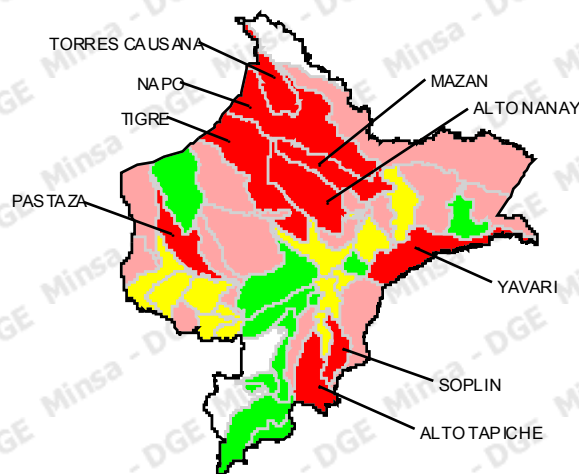 TORRES CAUSANA
NAPO
MAZAN
ALTO NANAY
TIGRE
PASTAZA
YAVARI
SOPLIN
ALTO TAPICHE
Minsa - DGE